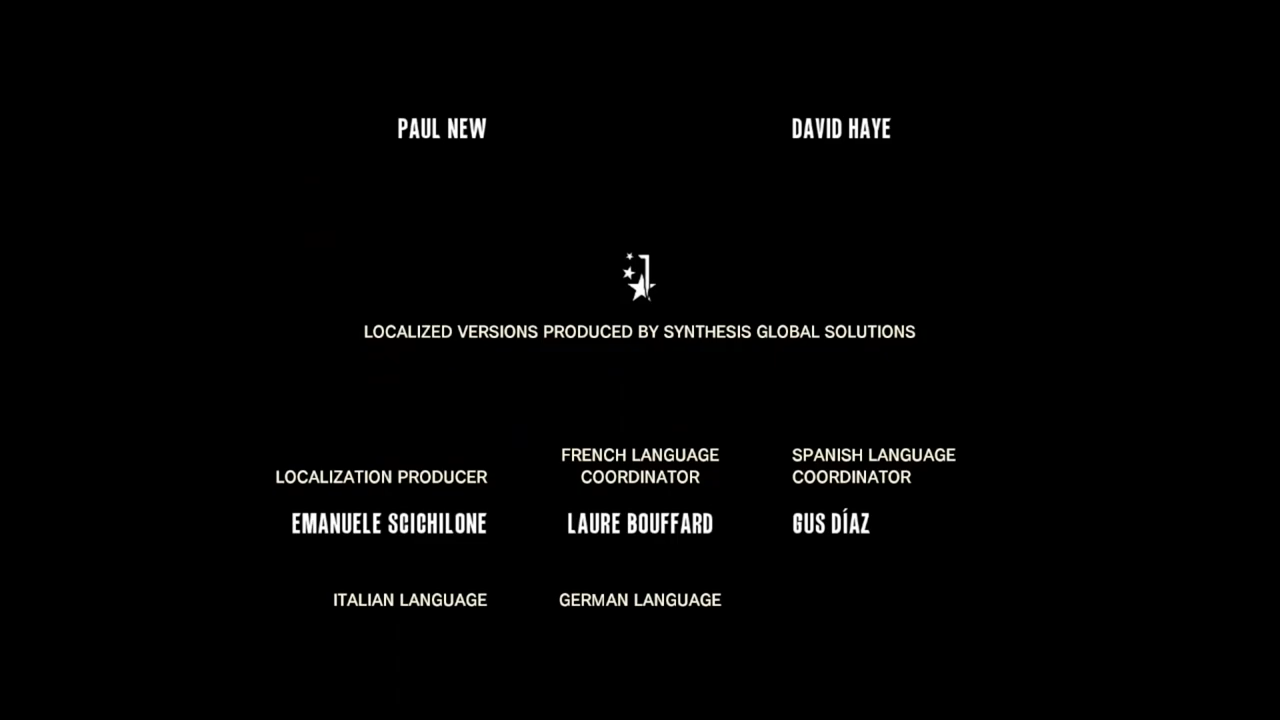 PAUL NEW
DAVID HAYE
LOCALIZED VERSIONS PRODUCED BY SYNTHESIS GLOBAL SOLUTIONS
LOCALIZATION PRODUCER
EMANUELE SCICHILONE
FRENCH LANGUAGE
COORDINATOR
LAURE BOUFFARD
SPANISH LANGUAGE
COORDINATOR
GUS DÍAZ
ITALIAN LANGUAGE
GERMAN LANGUAGE